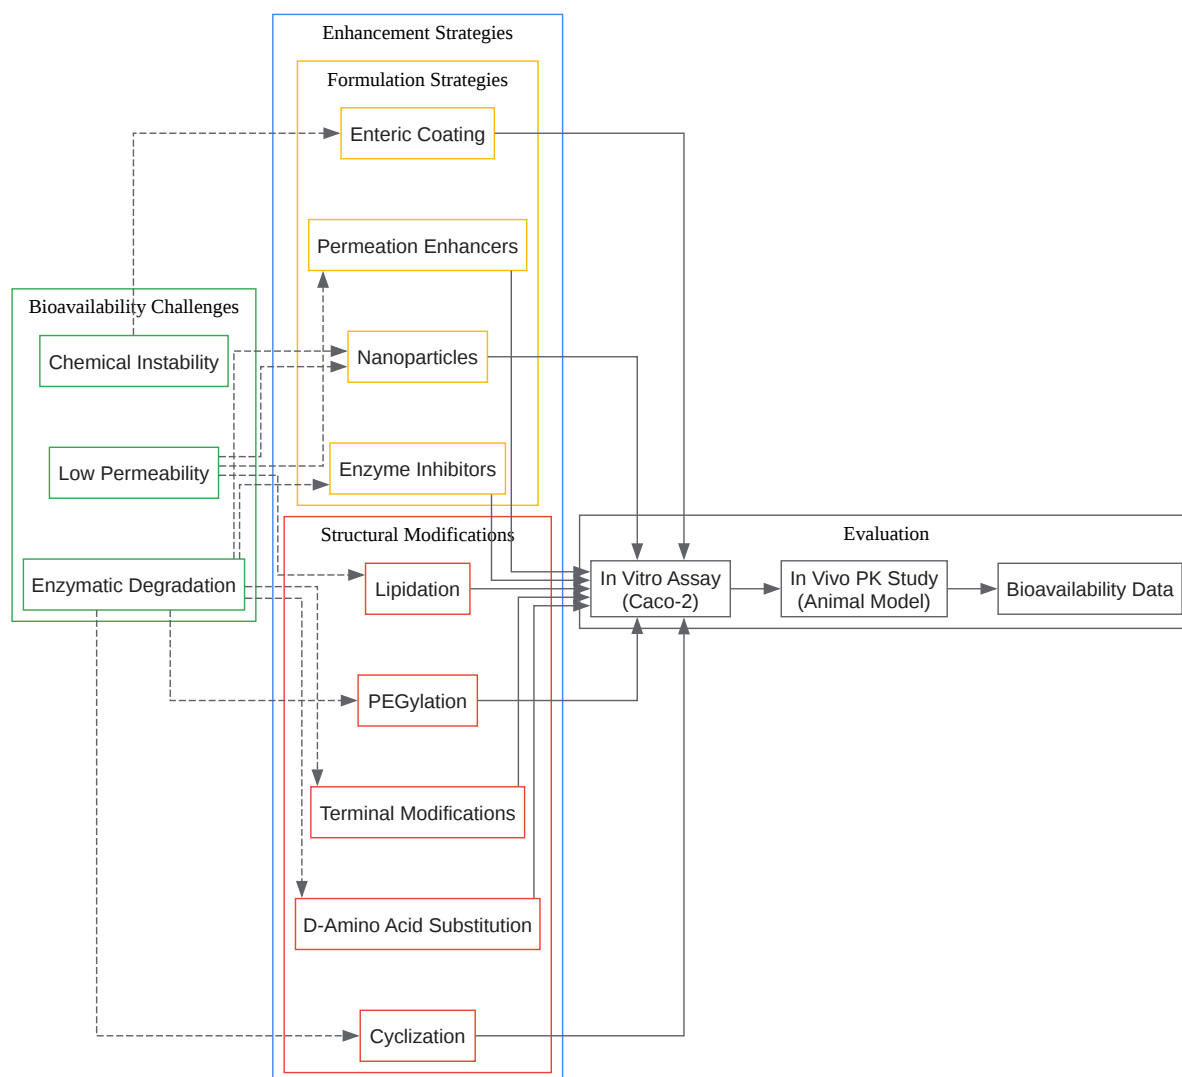 Enhancement Strategies
Formulation Strategies
Enteric Coating
Permeation Enhancers
Bioavailability Challenges
Chemical Instability
Nanoparticles
Low Permeability
Enzyme Inhibitors
Structural Modifications
Evaluation
Enzymatic Degradation
Lipidation
In Vitro Assay
(Caco-2)
In Vivo PK Study
(Animal Model)
Bioavailability Data
PEGylation
Terminal Modifications
D-Amino Acid Substitution
Cyclization